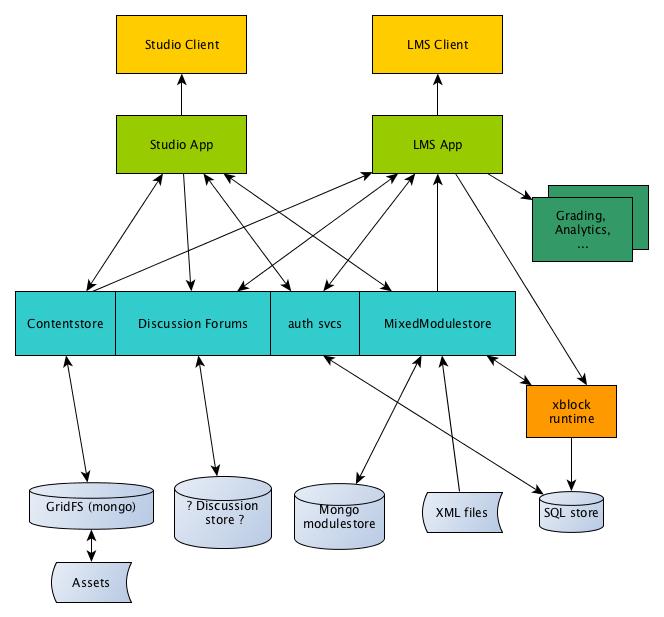 Studio Client
LMS Client
Studio App
LMS App
Grading,
Analytics,
...
Contentstore
Discussion Forums
auth svcs
MixedModulestore
xblock
runtime
GridFS (mongo)
? Discussion
store ?
Mongo
modulestore
XML files
SQL store
Assets